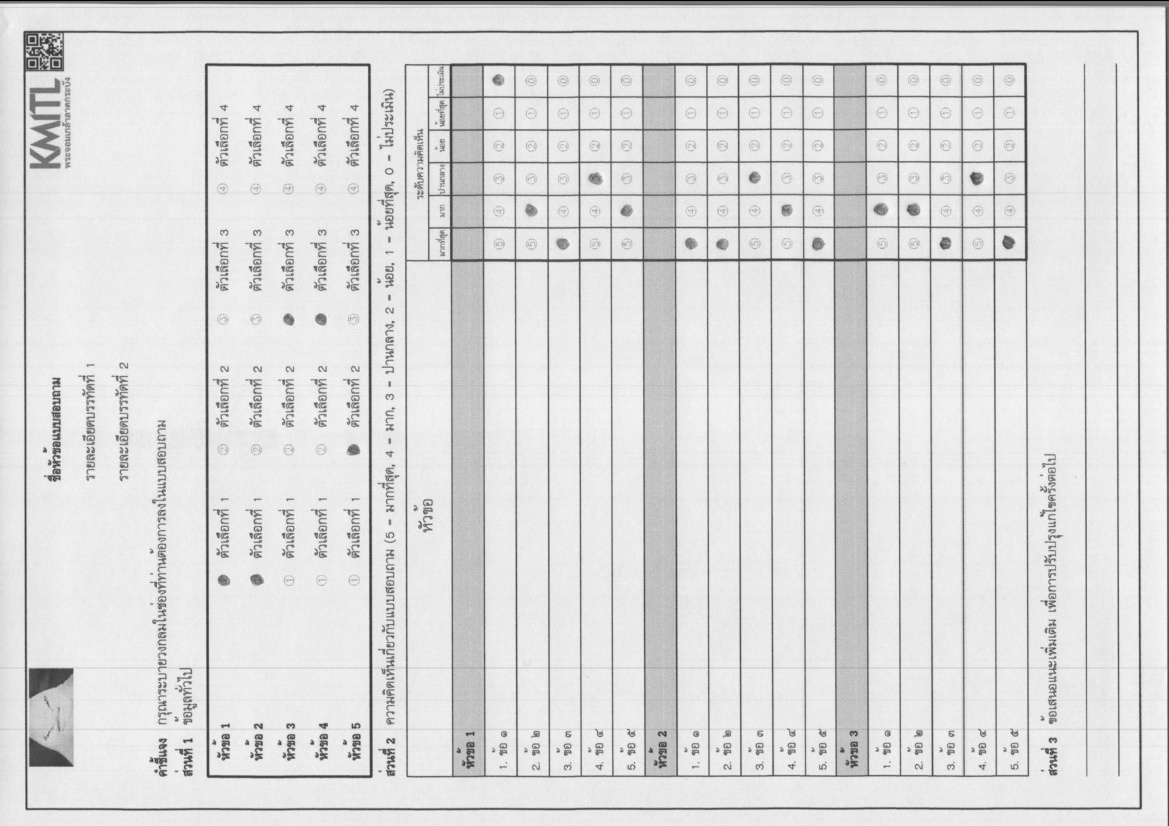 KMITL
พระจอมเกล้าลาดกระบัง
ชื่อหัวข้อแบบสอบถาม
รายละเอียดบรรทัดที่ 1
รายละเอียดบรรทัดที่ 2
คำชี้แจง กรุณาระบายวงกลมในช่องที่ท่านต้องการลงในแบบสอบถาม
ส่วนที่ 1 ข้อมูลทั่วไป
หัวข้อ 1 ตัวเลือกที่ 1 ② ตัวเลือกที่ 2 ③ ตัวเลือกที่ 3 ④ ตัวเลือกที่ 4
หัวข้อ 2 ตัวเลือกที่ 1 ② ตัวเลือกที่ 2 ③ ตัวเลือกที่ 3 ④ ตัวเลือกที่ 4
หัวข้อ 3 ① ตัวเลือกที่ 1 ② ตัวเลือกที่ 2 ตัวเลือกที่ 3 ④ ตัวเลือกที่ 4
หัวข้อ 4 ① ตัวเลือกที่ 1 ② ตัวเลือกที่ 2 ตัวเลือกที่ 3 ④ ตัวเลือกที่ 4
หัวข้อ 5 ① ตัวเลือกที่ 1 ตัวเลือกที่ 2 ③ ตัวเลือกที่ 3 ④ ตัวเลือกที่ 4
ส่วนที่ 2 ความคิดเห็นเกี่ยวกับแบบสอบถาม (5 - มากที่สุด, 4 - มาก, 3 - ปานกลาง, 2 - น้อย, 1 - น้อยที่สุด, 0 - ไม่ประเมิน)
หัวข้อ ระดับความคิดเห็น
มากที่สุด มาก ปานกลาง น้อย น้อยที่สุด ไม่ประเมิน
หัวข้อ 1
1. ข้อ ๑ ⑤ ④ ③ ② ①
2. ข้อ ๒ ⑤ ③ ② ① ⓪
3. ข้อ ๓ ④ ③ ② ① ⓪
4. ข้อ ๔ ⑤ ④ ② ① ⓪
5. ข้อ ๕ ⑤ ③ ② ① ⓪
หัวข้อ 2
1. ข้อ ๑ ④ ③ ② ① ⓪
2. ข้อ ๒ ④ ③ ② ① ⓪
3. ข้อ ๓ ⑤ ④ ② ① ⓪
4. ข้อ ๔ ⑤ ③ ② ① ⓪
5. ข้อ ๕ ④ ③ ② ① ⓪
หัวข้อ 3
1. ข้อ ๑ ⑤ ③ ② ① ⓪
2. ข้อ ๒ ⑤ ③ ② ① ⓪
3. ข้อ ๓ ④ ③ ② ① ⓪
4. ข้อ ๔ ⑤ ④ ② ① ⓪
5. ข้อ ๕ ④ ③ ② ① ⓪
ส่วนที่ 3 ข้อเสนอแนะเพิ่มเติม เพื่อการปรับปรุงแก้ไขครั้งต่อไป